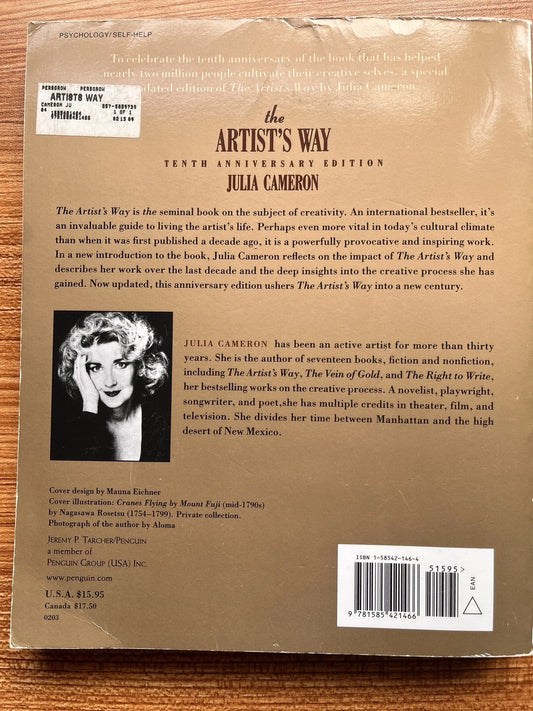 PSYCHOLOGY/SELF-HELP
To celebrate the tenth anniversary of the book that has helped
nearly two million people cultivate their creative selves, a special
updated edition of The Artist's Way by Julia Cameron.
PERBGROW PERBGROW
ARTISTS WAY
CAMERON JU
04
1 OF 1
the
ARTIST'S WAY
TENTH ANNIVERSARY EDITION
JULIA CAMERON
The Artist's Way is the seminal book on the subject of creativity. An international bestseller, it's
an invaluable guide to living the artist's life. Perhaps even more vital in today's cultural climate
than when it was first published a decade ago, it is a powerfully provocative and inspiring work.
In a new introduction to the book, Julia Cameron reflects on the impact of The Artist's Way and
describes her work over the last decade and the deep insights into the creative process she has
gained. Now updated, this anniversary edition ushers The Artist's Way into a new century.
JULIA CAMERON has been an active artist for more than thirty
years. She is the author of seventeen books, fiction and nonfiction,
including The Artist's Way, The Vein of Gold, and The Right to Write,
her bestselling works on the creative process. A novelist, playwright,
songwriter, and poet,she has multiple credits in theater, film, and
television. She divides her time between Manhattan and the high
desert of New Mexico.
Cover design by Mauna Eichner
Cover illustration: Cranes Flying by Mount Fuji (mid-1790s)
by Nagasawa Rosetsu (1754–1799). Private collection.
Photograph of the author by Aloma
JEREMY P. TARCHER/PENGUIN
a member of
PENGUIN GROUP (USA) INC.
www.penguin.com
U.S.A. $15.95
Canada $17.50
0203
ISBN 1-58542-146-4
51595>
EAN
9 781585 421466